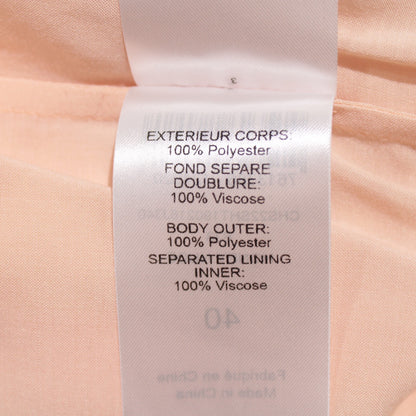 EXTERIEUR CORPS:
100% Polyester
FOND SEPARE
DOUBLURE:
100% Viscose
BODY OUTER:
100% Polyester
SEPARATED LINING
INNER:
100% Viscose
40
Fabriqué en Chine
Made in China